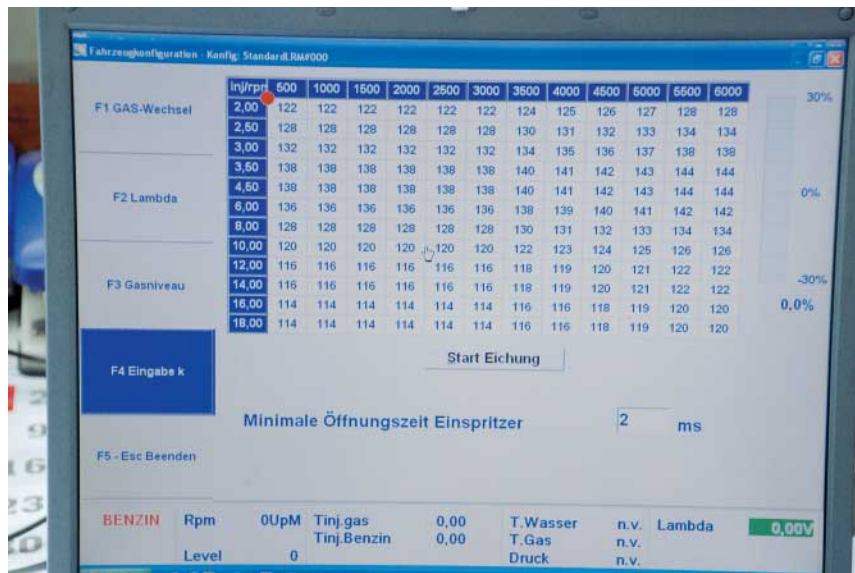 Fahrzeugkonfiguration - Konfig: StandardLRM#000
F1 GAS-Wechsel
F2 Lambda
F3 Gasniveau
F4 Eingabe k
F5 - Esc Beenden
inj/rpm 500 1000 1500 2000 2500 3000 3500 4000 4500 5000 5500 6000
2,00 122 122 122 122 122 122 124 125 126 127 128 128
2,50 128 128 128 128 128 128 130 131 132 133 134 134
3,00 132 132 132 132 132 132 134 135 136 137 138 138
3,50 138 138 138 138 138 138 140 141 142 143 144 144
4,50 138 138 138 138 138 138 140 141 142 143 144 144
6,00 136 136 136 136 136 136 138 139 140 141 142 142
8,00 128 128 128 128 128 128 130 131 132 133 134 134
10,00 120 120 120 120 120 120 122 123 124 125 126 126
12,00 116 116 116 116 116 116 118 119 120 121 122 122
14,00 116 116 116 116 116 116 118 119 120 121 122 122
16,00 114 114 114 114 114 114 116 116 118 119 120 120
18,00 114 114 114 114 114 114 116 116 118 119 120 120
30%
0%
-30%
0,0%
Start Eichung
Minimale Öffnungszeit Einspritzer 2 ms
BENZIN Rpm 0UpM Tinj.gas 0,00 T.Wasser n.v. Lambda 0,00V
Tinj.Benzin 0,00 T.Gas n.v.
Level 0 Druck n.v.